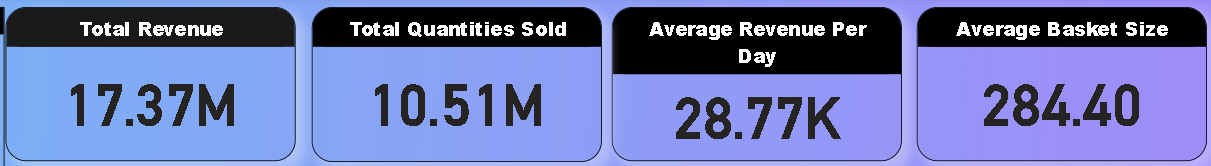 Total Revenue
17.37M
Total Quantities Sold
10.51M
Average Revenue Per
Day
28.77K
Average Basket Size
284.40